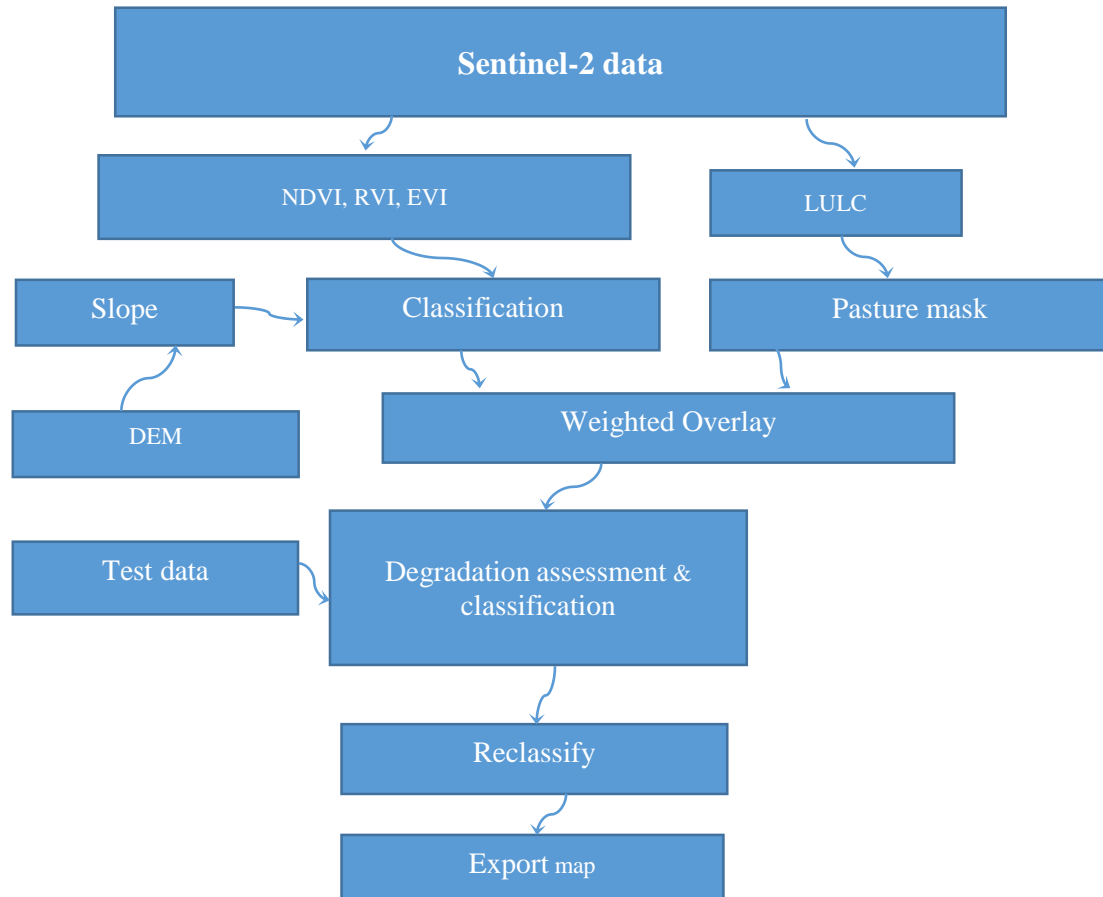 Sentinel-2 data
NDVI, RVI, EVI
LULC
Slope
Classification
Pasture mask
DEM
Weighted Overlay
Test data
Degradation assessment &
classification
Reclassify
Export map